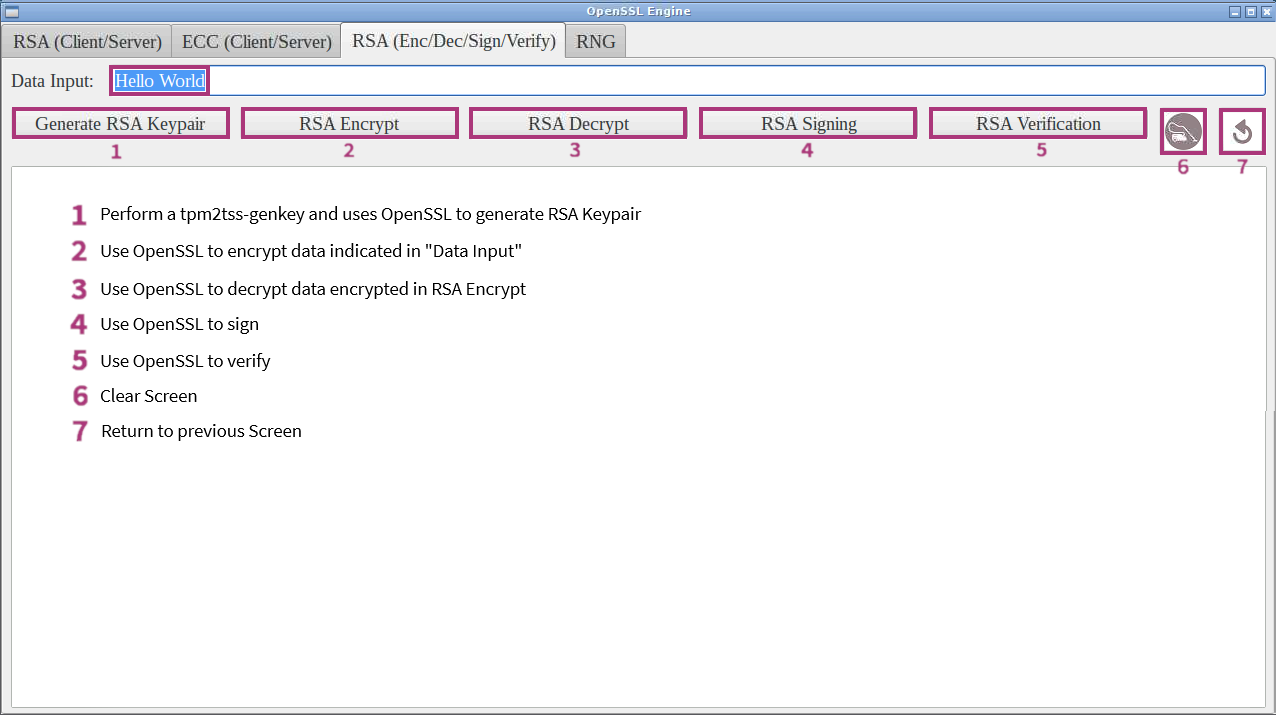 OpenSSL Engine
RSA (Client/Server) ECC (Client/Server) RSA (Enc/Dec/Sign/Verify) RNG
Data Input: Hello World
Generate RSA Keypair RSA Encrypt RSA Decrypt RSA Signing RSA Verification
1 2 3 4 5 6 7
1 Perform a tpm2tss-genkey and uses OpenSSL to generate RSA Keypair
2 Use OpenSSL to encrypt data indicated in "Data Input"
3 Use OpenSSL to decrypt data encrypted in RSA Encrypt
4 Use OpenSSL to sign
5 Use OpenSSL to verify
6 Clear Screen
7 Return to previous Screen